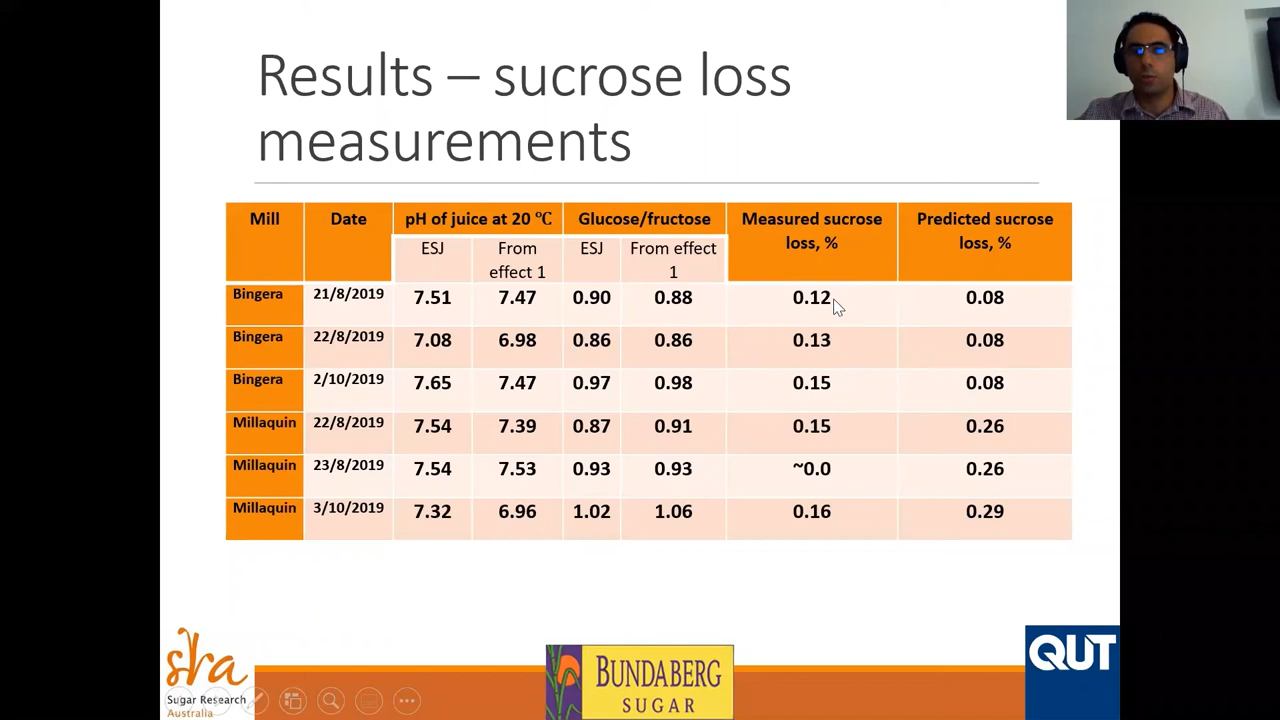 Results – sucrose loss
measurements
Mill Date pH of juice at 20 ℃ Glucose/fructose Measured sucrose loss, % Predicted sucrose loss, %
ESJ From effect 1 ESJ From effect 1
Bingera 21/8/2019 7.51 7.47 0.90 0.88 0.12 0.08
Bingera 22/8/2019 7.08 6.98 0.86 0.86 0.13 0.08
Bingera 2/10/2019 7.65 7.47 0.97 0.98 0.15 0.08
Millaquin 22/8/2019 7.54 7.39 0.87 0.91 0.15 0.26
Millaquin 23/8/2019 7.54 7.53 0.93 0.93 ~0.0 0.26
Millaquin 3/10/2019 7.32 6.96 1.02 1.06 0.16 0.29
sra
Sugar Research
Australia
BUNDABERG
SUGAR
QUT